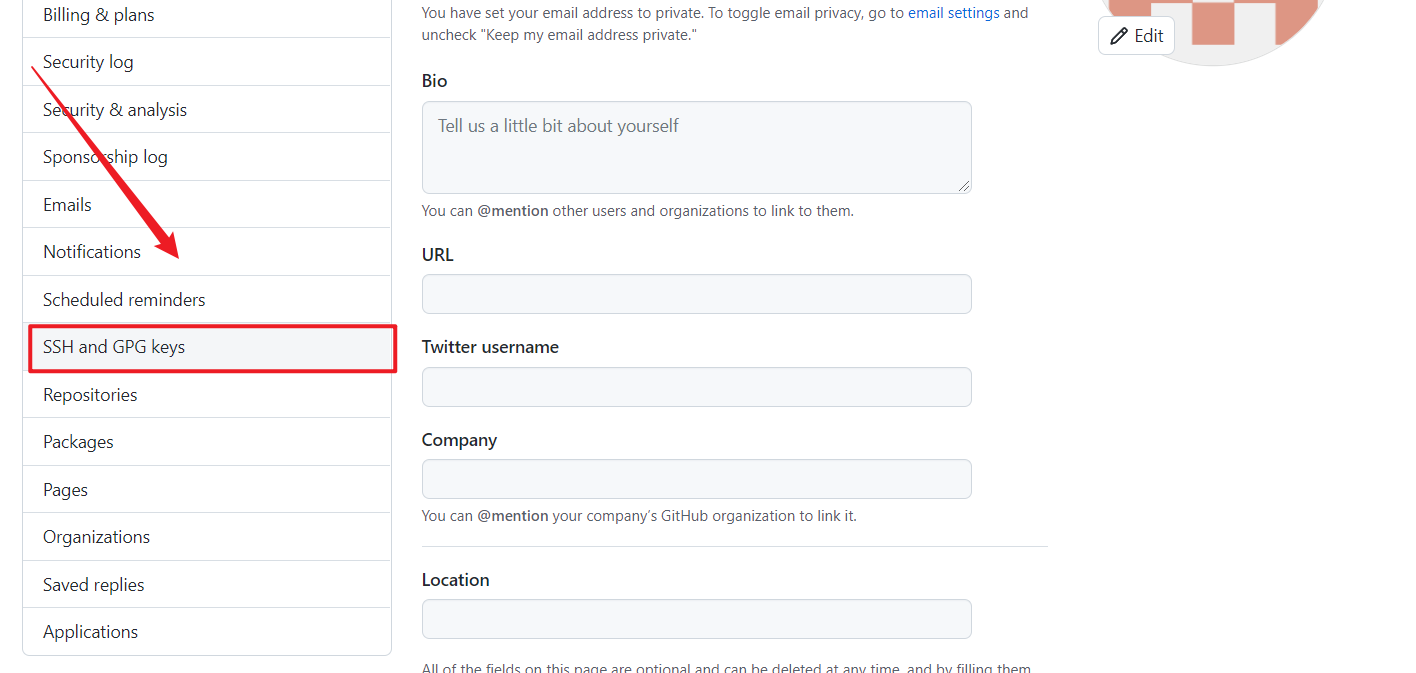 Billing & plans
Security log
Security & analysis
Sponsorship log
Emails
Notifications
Scheduled reminders
SSH and GPG keys
Repositories
Packages
Pages
Organizations
Saved replies
Applications
You have set your email address to private. To toggle email privacy, go to email settings and
uncheck "Keep my email address private."
Bio
Tell us a little bit about yourself
You can @mention other users and organizations to link to them.
URL
Twitter username
Company
You can @mention your company’s GitHub organization to link it.
Location
All of the fields on this page are optional and can be deleted at any time, and by filling them
Edit